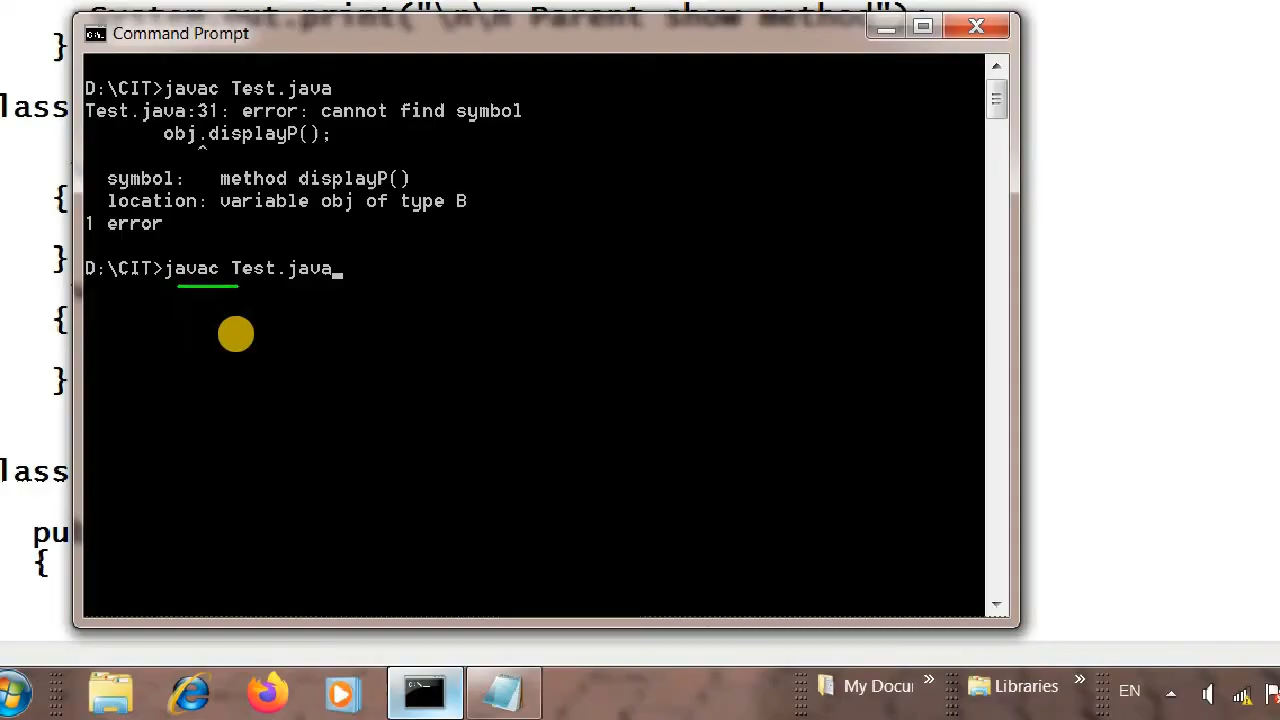 Command Prompt
D:\CIT>javac Test.java
Test.java:31: error: cannot find symbol
obj.displayP();
^
symbol: method displayP()
location: variable obj of type B
1 error
D:\CIT>javac Test.java_
}
lass
{
}
{
}
lass
pu
{
My Docu »
Libraries »
EN